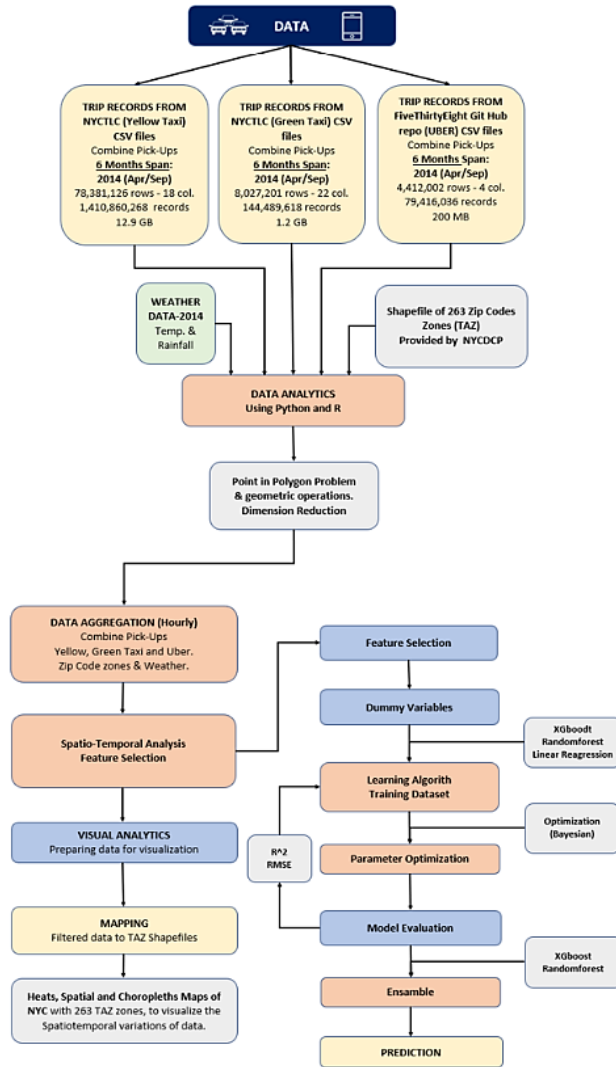 DATA
TRIP RECORDS FROM
NYCTLC (Yellow Taxi)
CSV files
Combine Pick-Ups
6 Months Span:
2014 (Apr/Sep)
78,381,126 rows - 18 col.
1,410,860,268 records
12.9 GB
TRIP RECORDS FROM
NYCTLC (Green Taxi) CSV
files
Combine Pick-Ups
6 Months Span:
2014 (Apr/Sep)
8,027,201 rows - 22 col.
144,489,618 records
1.2 GB
TRIP RECORDS FROM
FiveThirtyEight Git Hub
repo (UBER) CSV files
Combine Pick-Ups
6 Months Span:
2014 (Apr/Sep)
4,412,002 rows - 4 col.
79,416,036 records
200 MB
WEATHER
DATA-2014
Temp. &
Rainfall
Shapefile of 263 Zip Codes
Zones (TAZ)
Provided by NYCDCP
DATA ANALYTICS
Using Python and R
Point in Polygon Problem
& geometric operations.
Dimension Reduction
DATA AGGREGATION (Hourly)
Combine Pick-Ups
Yellow, Green Taxi and Uber.
Zip Code zones & Weather.
Spatio-Temporal Analysis
Feature Selection
VISUAL ANALYTICS
Preparing data for visualization
MAPPING
Filtered data to TAZ Shapefiles
Heats, Spatial and Choropleths Maps of
NYC with 263 TAZ zones, to visualize the
Spatiotemporal variations of data.
Feature Selection
Dummy Variables
XGboodt
Randomforest
Linear Reagression
Learning Algorith
Training Dataset
Optimization
(Bayesian)
R^2
RMSE
Parameter Optimization
Model Evaluation
XGboost
Randomforest
Ensamble
PREDICTION